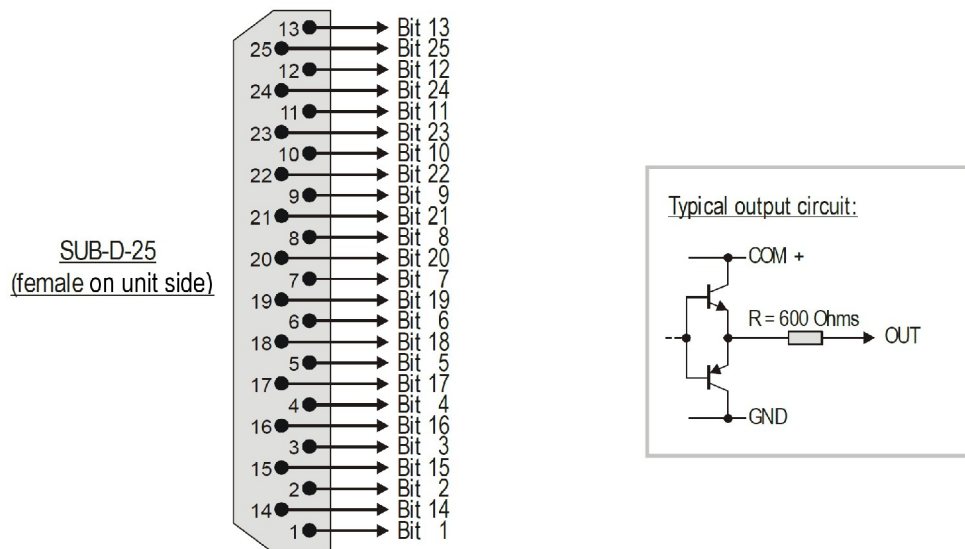 13 Bit 13
25 Bit 25
12 Bit 12
24 Bit 24
11 Bit 11
23 Bit 23
10 Bit 10
22 Bit 22
9 Bit 9
21 Bit 21
8 Bit 8
20 Bit 20
7 Bit 7
19 Bit 19
6 Bit 6
18 Bit 18
5 Bit 5
17 Bit 17
4 Bit 4
16 Bit 16
3 Bit 3
15 Bit 15
2 Bit 2
14 Bit 14
1 Bit 1
SUB-D-25
(female on unit side)
Typical output circuit:
COM +
R = 600 Ohms
OUT
GND